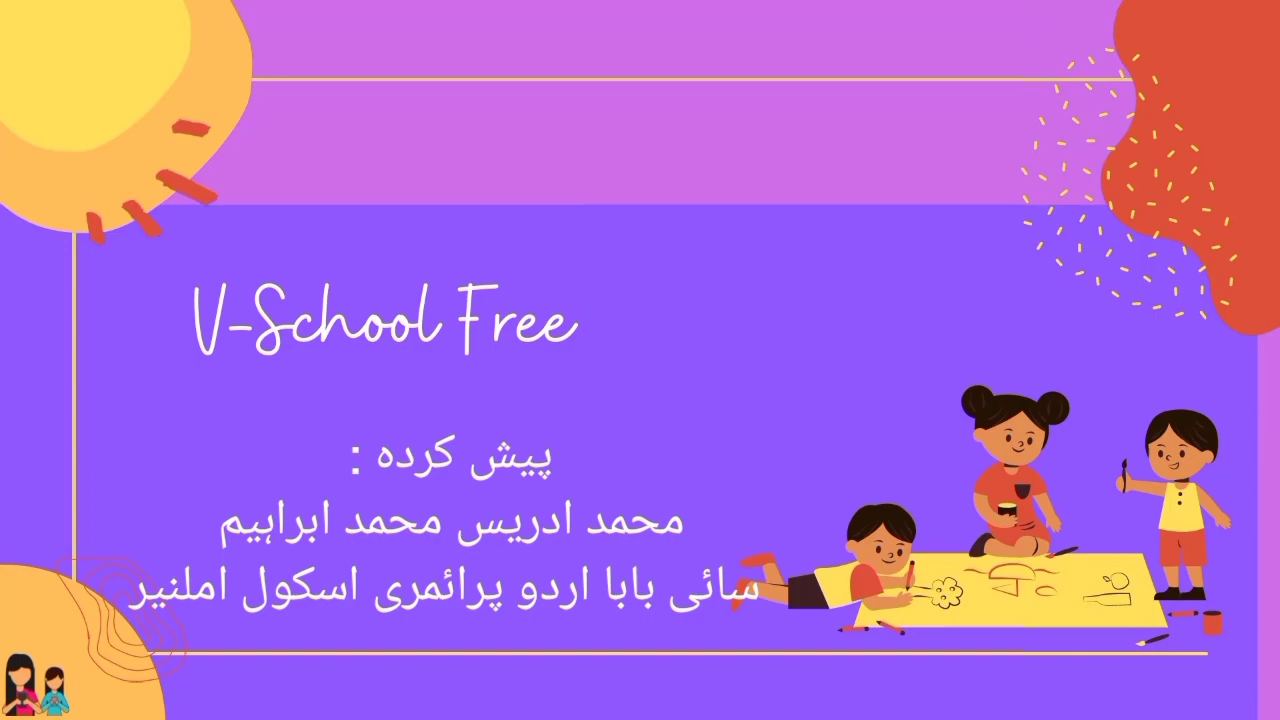 V-School Free
پیش کردہ :
محمد ادریس محمد ابراہیم
سائی بابا اردو پرائمری اسکول املنیر